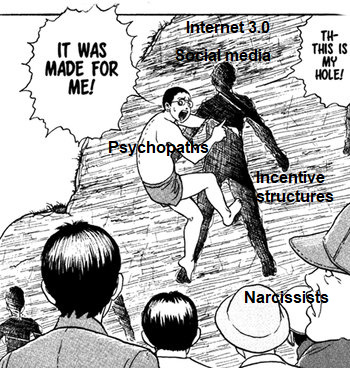 Internet 3.0
Social media
IT WAS
MADE FOR
ME!
TH-
THIS IS
MY
HOLE!
Psychopaths
Incentive
structures
Narcissists